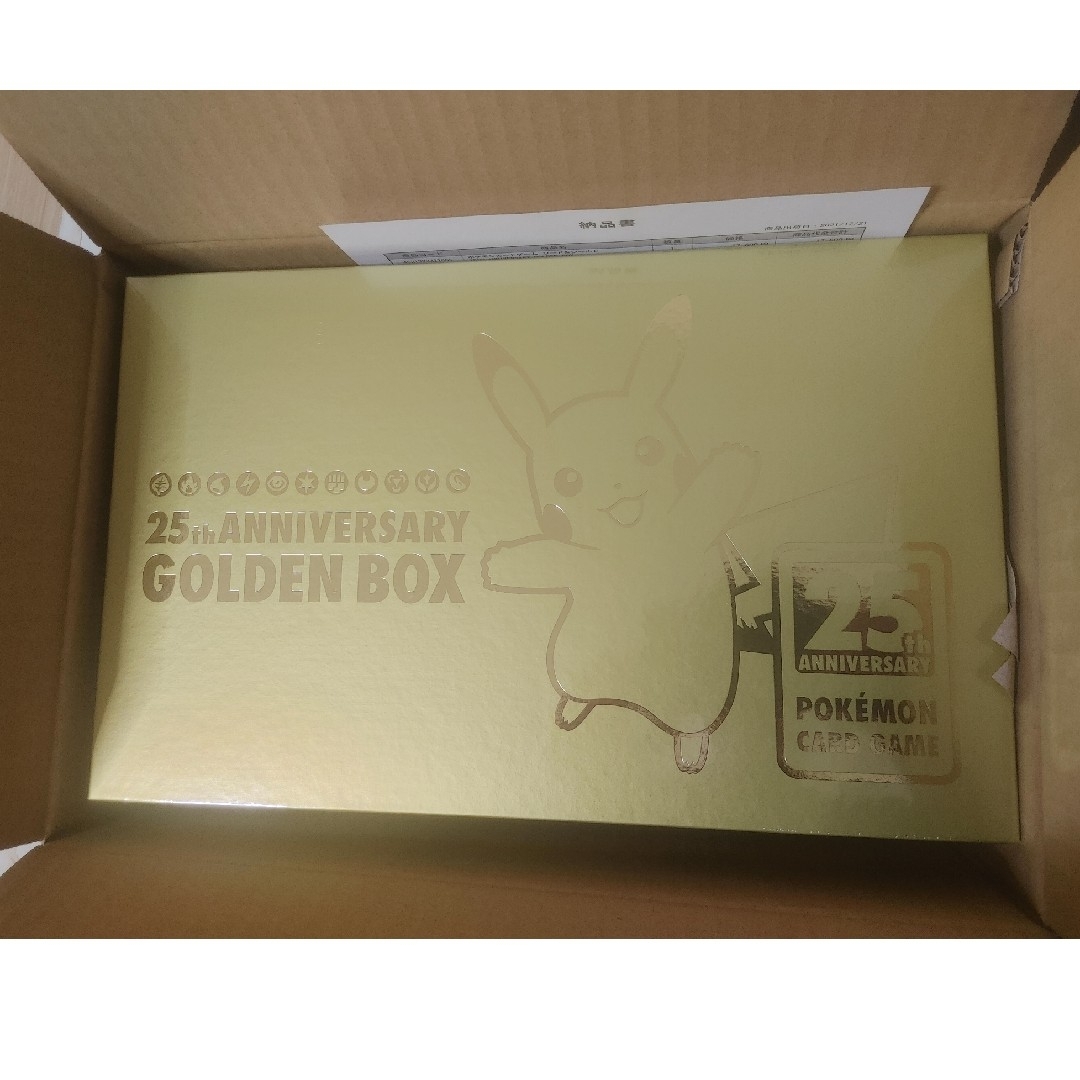 納品書
25th ANNIVERSARY
GOLDEN BOX
25th
ANNIVERSARY
POKÉMON
CARD GAME